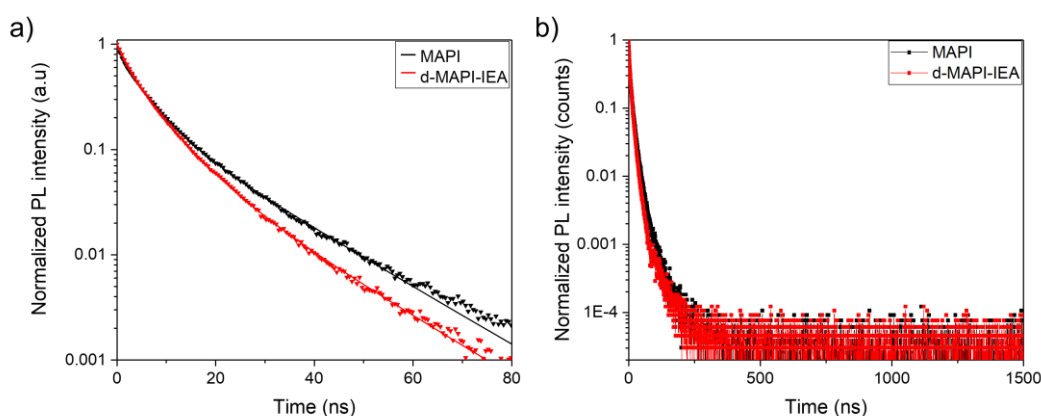 a)
Normalized PL intensity (a.u)
1
0.1
0.01
0.001
MAPI
d-MAPI-IEA
0
20
40
60
80
Time (ns)
b)
Normalized PL intensity (counts)
1
0.1
0.01
0.001
1E-4
MAPI
d-MAPI-IEA
0
500
1000
1500
Time (ns)